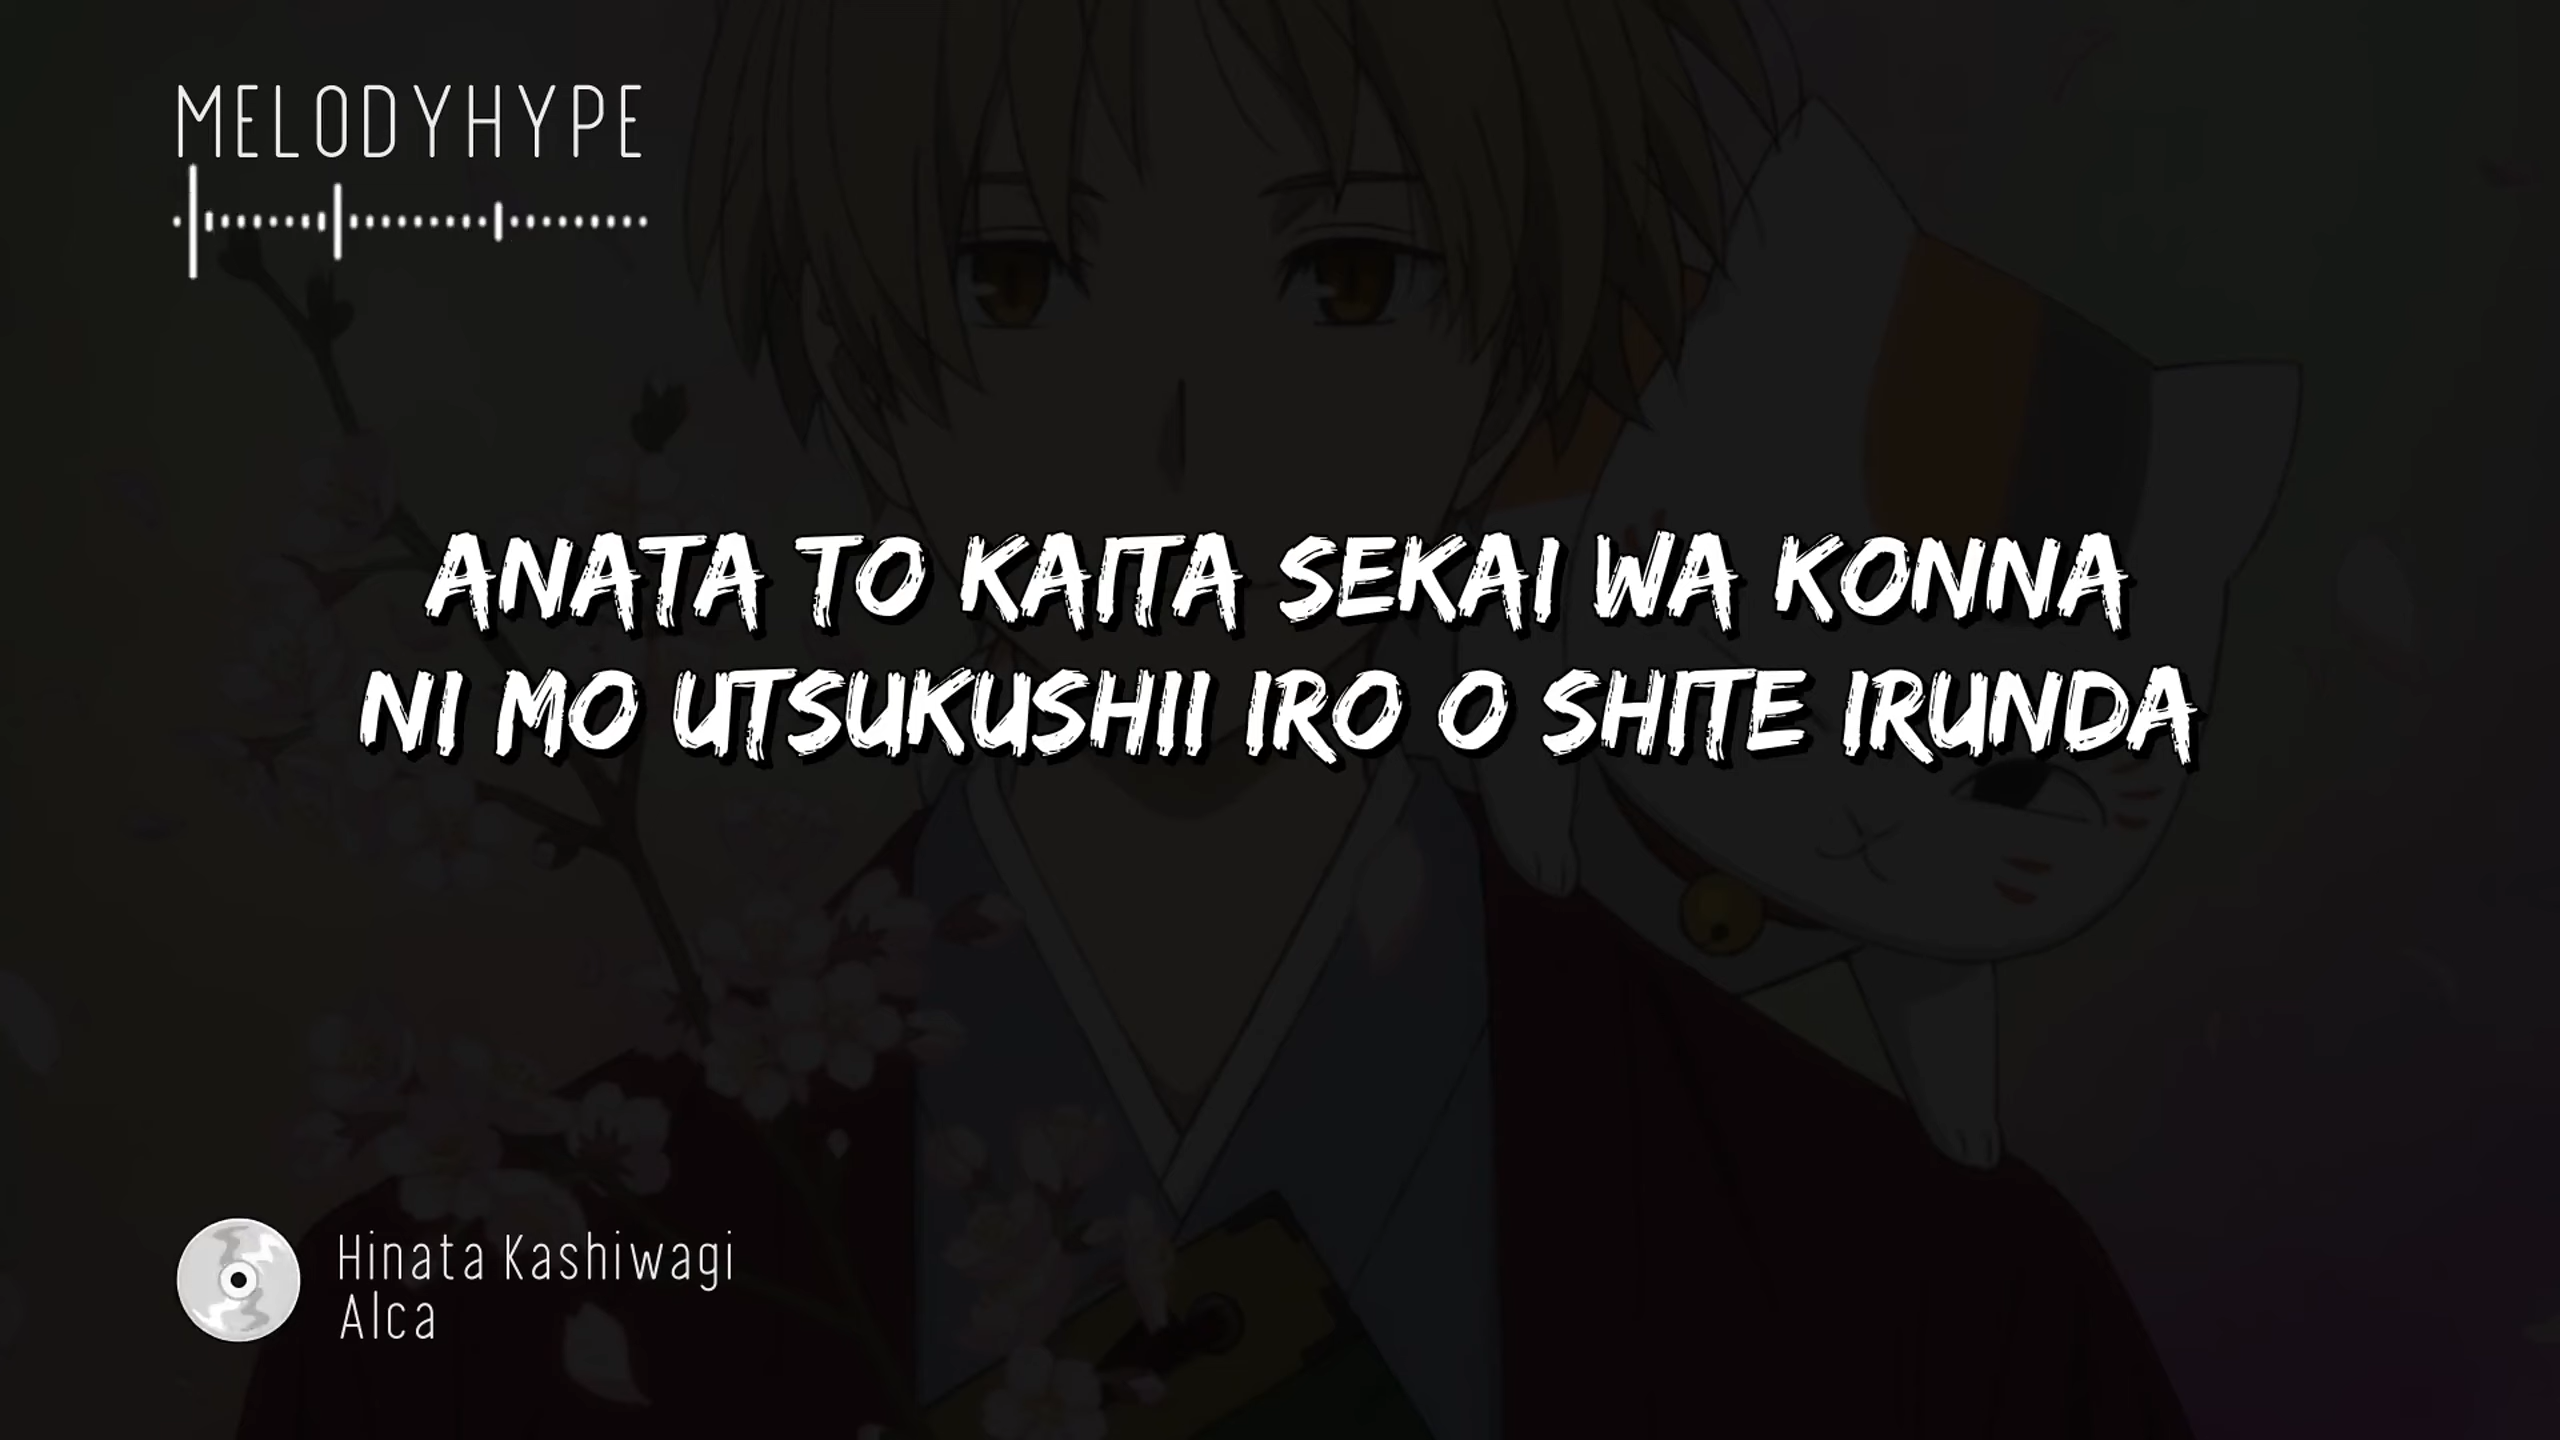 MELODYHYPE
ANATA TO KAITA SEKAI WA KONNA
NI MO UTSUKUSHII IRO O SHITE IRUNDA
Hinata Kashiwagi
Alca